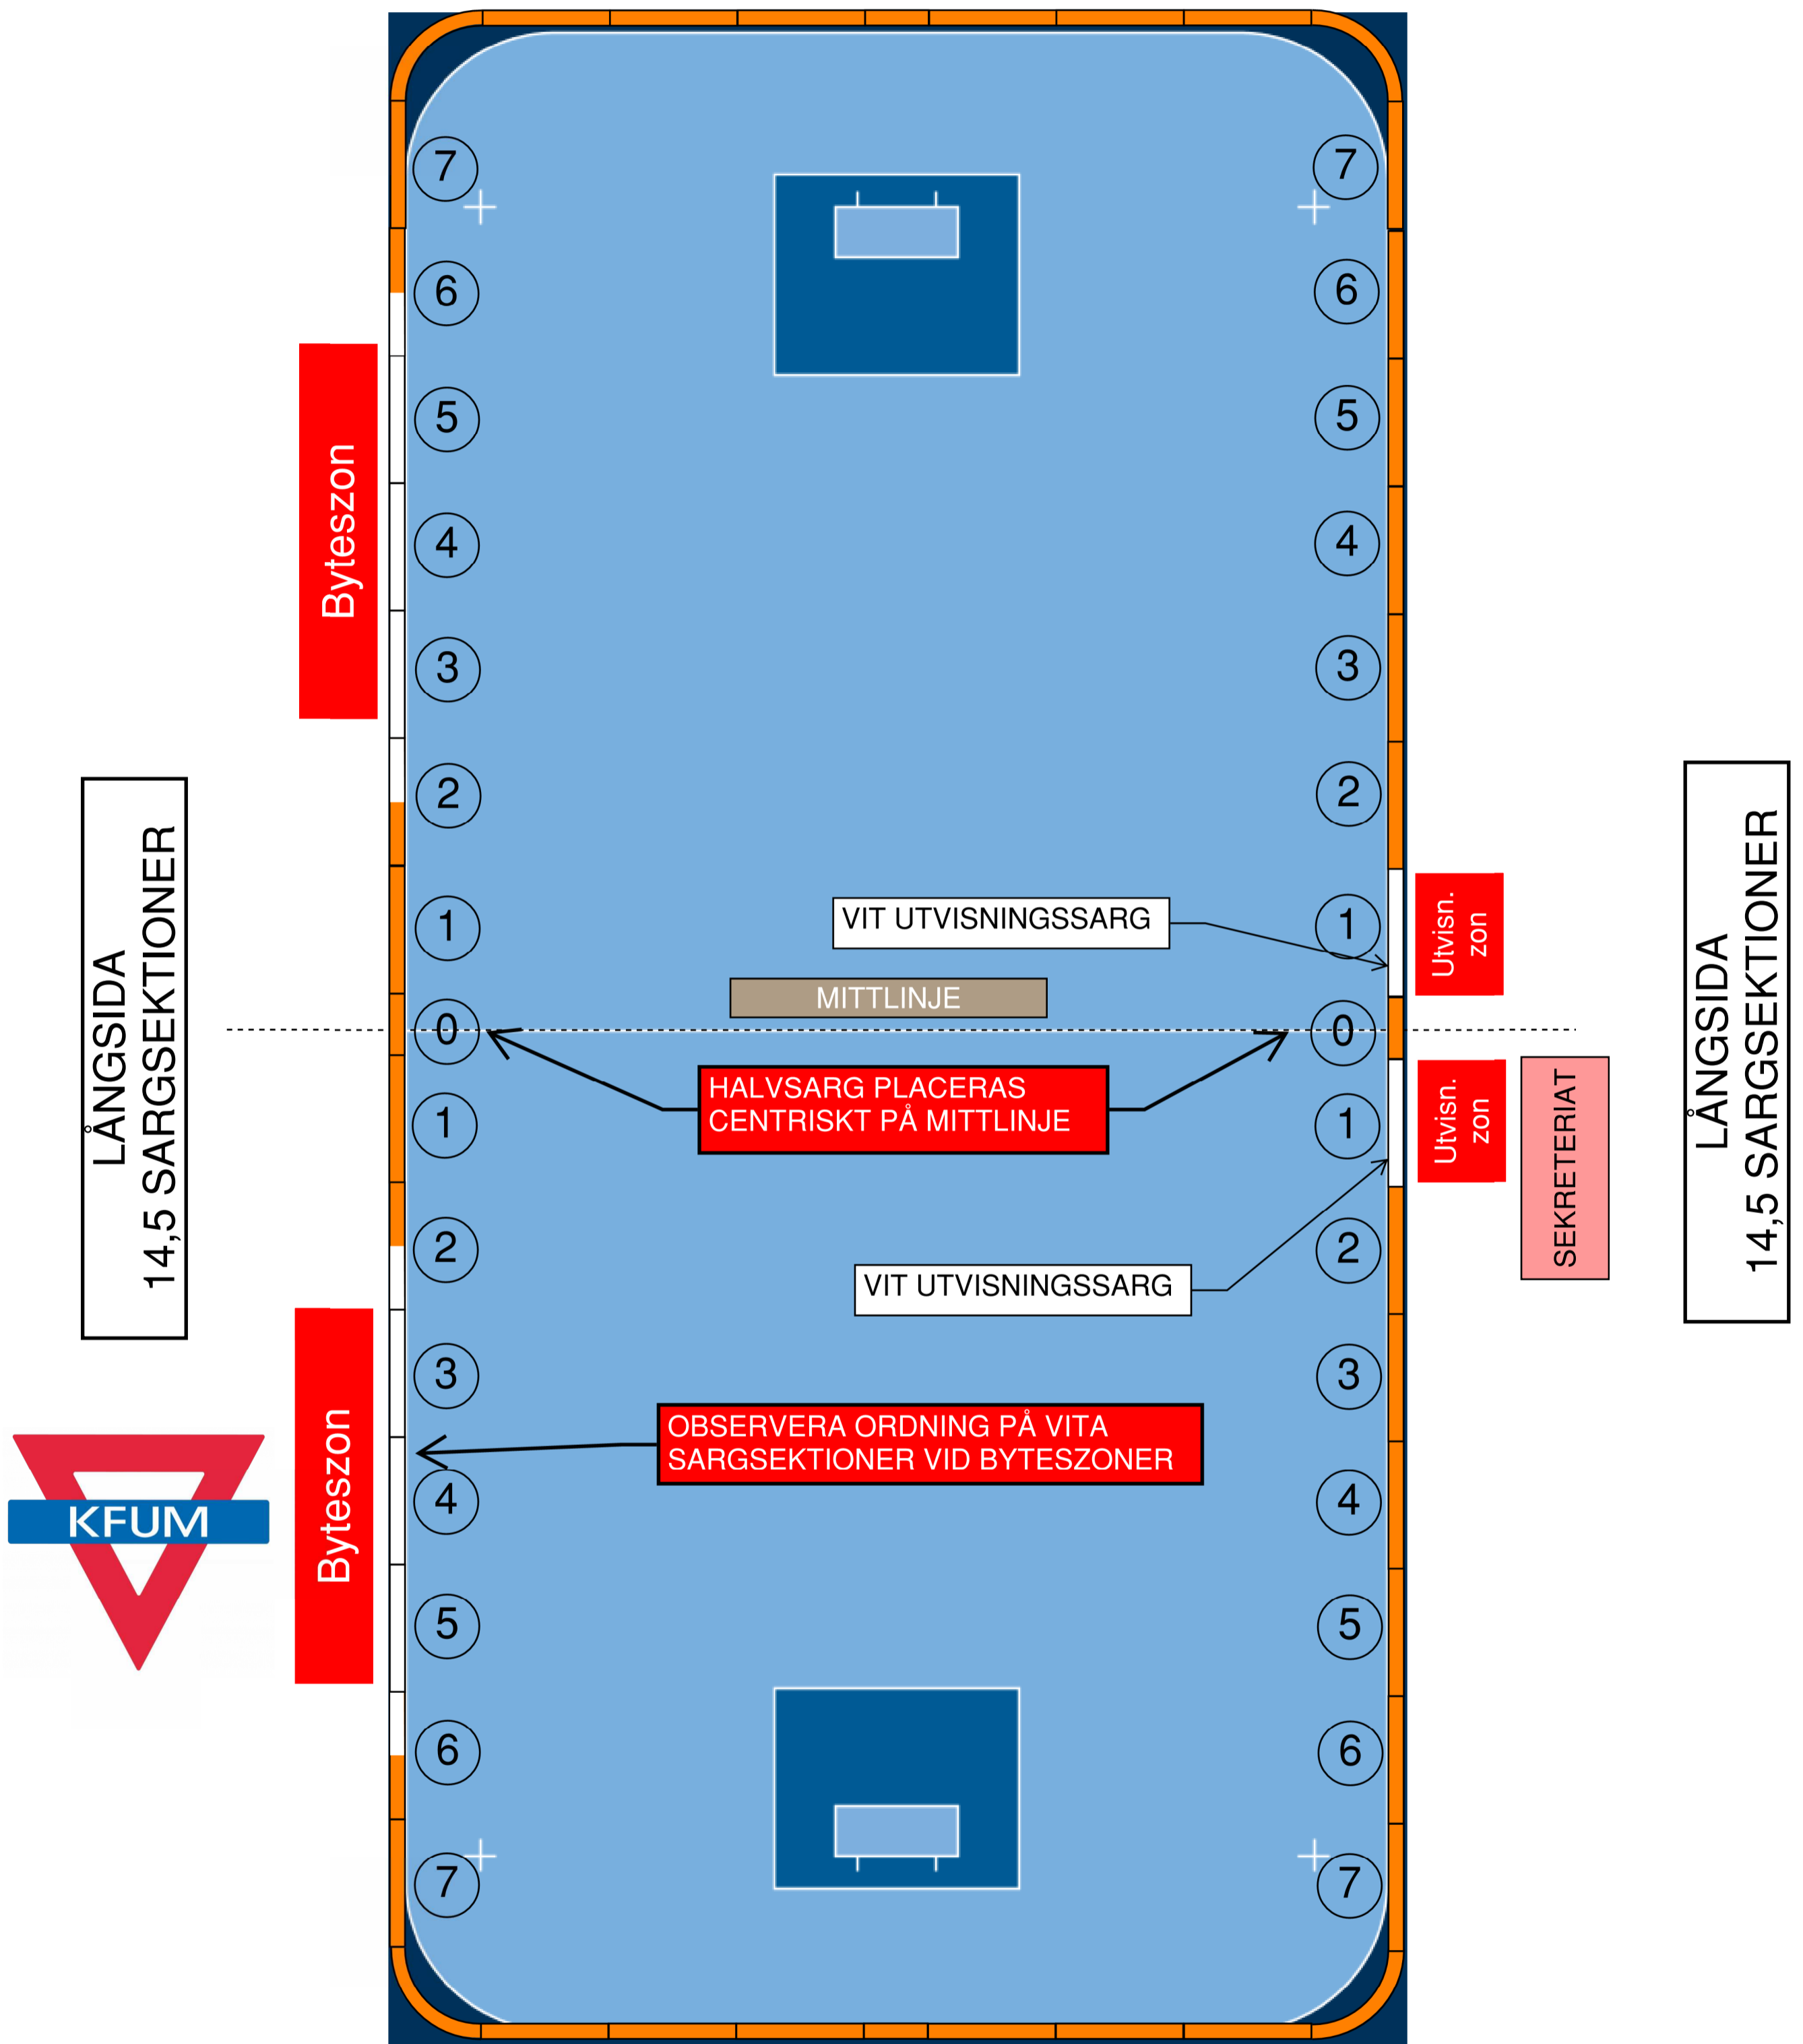 7
7
6
6
Byteszon
5
5
4
4
3
3
2
2
LÅNGSIDA
14,5 SARGSEKTIONER
LÅNGSIDA
14,5 SARGSEKTIONER
1
VIT UTVISNINGSSARG
1
Utvisn.
zon
MITTLINJE
0
0
HALVSARG PLACERAS
CENTRISKT PÅ MITTLINJE
1
1
Utvisn.
zon
SEKRETERIAT
2
2
VIT UTVISNINGSSARG
3
3
Byteszon
OBSERVERA ORDNING PÅ VITA
SARGSEKTIONER VID BYTESZONER
KFUM
4
4
5
5
6
6
7
7